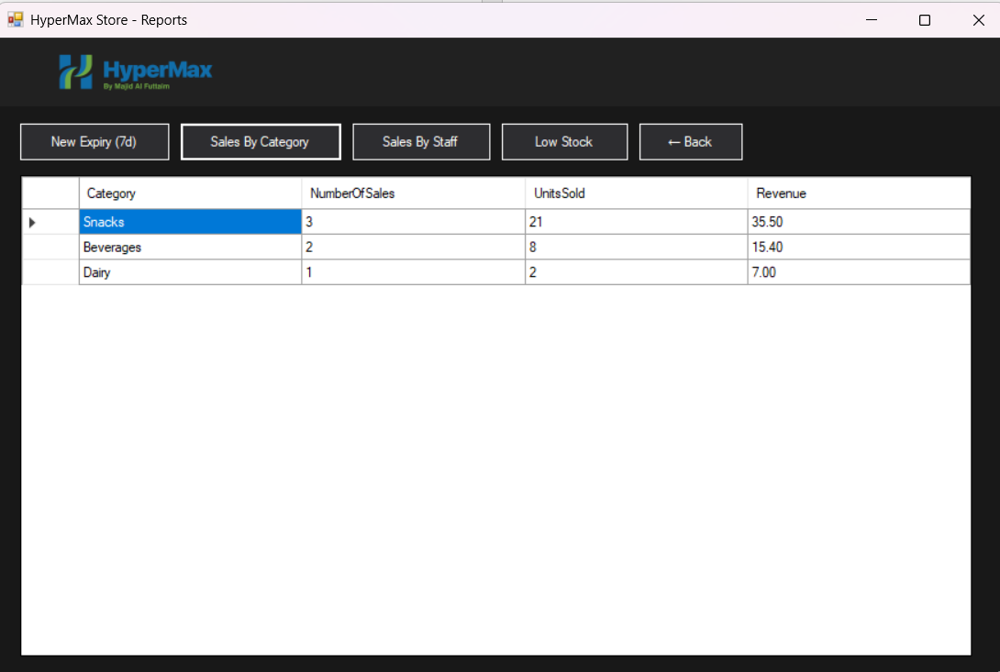 HyperMax Store - Reports
HyperMax
By Majid Al Futtaim
New Expiry (7d) Sales By Category Sales By Staff Low Stock ← Back
Category NumberOfSales UnitsSold Revenue
Snacks 3 21 35.50
Beverages 2 8 15.40
Dairy 1 2 7.00